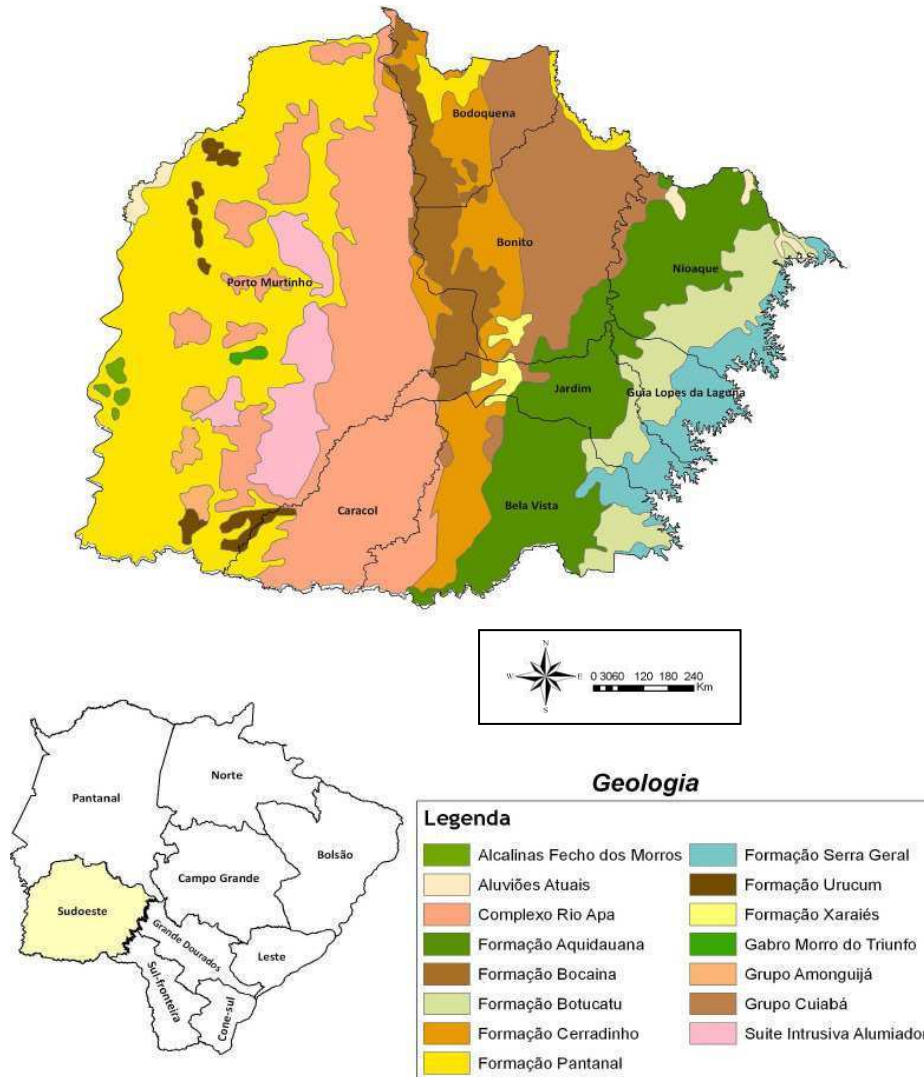 Bodoquena
Bonito
Nioaque
Porto Murtinho
Jardim
Guia Lopes da Laguna
Caracol
Bela Vista
N
W
E
S
0 3060 120 180 240
Km
Pantanal
Norte
Bolsão
Campo Grande
Sudoeste
Grande Dourados
Leste
Sul-fronteira
Cone-sul
Geologia
Legenda
Alcalinas Fecho dos Morros
Aluviões Atuais
Complexo Rio Apa
Formação Aquidauana
Formação Bocaina
Formação Botucatu
Formação Cerradinho
Formação Pantanal
Formação Serra Geral
Formação Urucum
Formação Xaraiés
Gabro Morro do Triunfo
Grupo Amonguijá
Grupo Cuiabá
Suite Intrusiva Alumiador